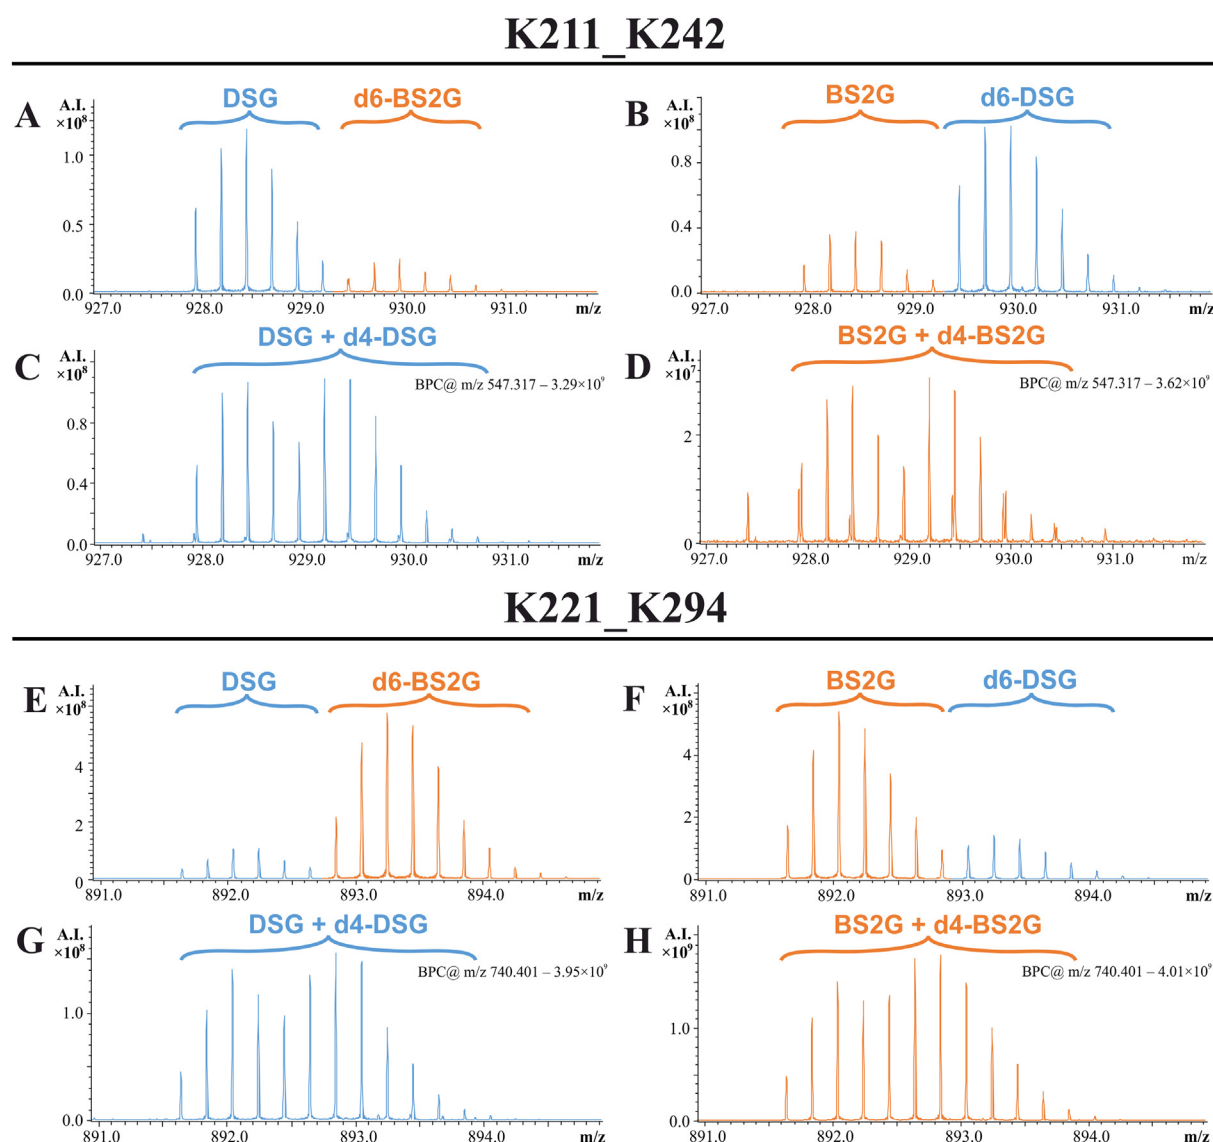 K211_K242
A
A.I.
×10⁸
DSG
d6-BS2G
1.0
0.5
0.0
927.0 928.0 929.0 930.0 931.0 m/z
B
A.I.
×10⁸
BS2G
d6-DSG
0.8
0.4
0.0
927.0 928.0 929.0 930.0 931.0 m/z
C
A.I.
×10⁸
DSG + d4-DSG
BPC@ m/z 547.317 – 3.29×10⁹
0.8
0.4
0.0
927.0 928.0 929.0 930.0 931.0 m/z
D
A.I.
×10⁷
BS2G + d4-BS2G
BPC@ m/z 547.317 – 3.62×10⁹
2
0
927.0 928.0 929.0 930.0 931.0 m/z
K221_K294
E
A.I.
×10⁸
DSG
d6-BS2G
4
2
0
891.0 892.0 893.0 894.0 m/z
F
A.I.
×10⁸
BS2G
d6-DSG
4
2
0
891.0 892.0 893.0 894.0 m/z
G
A.I.
×10⁸
DSG + d4-DSG
BPC@ m/z 740.401 – 3.95×10⁹
1.0
0.0
891.0 892.0 893.0 894.0 m/z
H
A.I.
×10⁹
BS2G + d4-BS2G
BPC@ m/z 740.401 – 4.01×10⁹
1.0
0.0
891.0 892.0 893.0 894.0 m/z